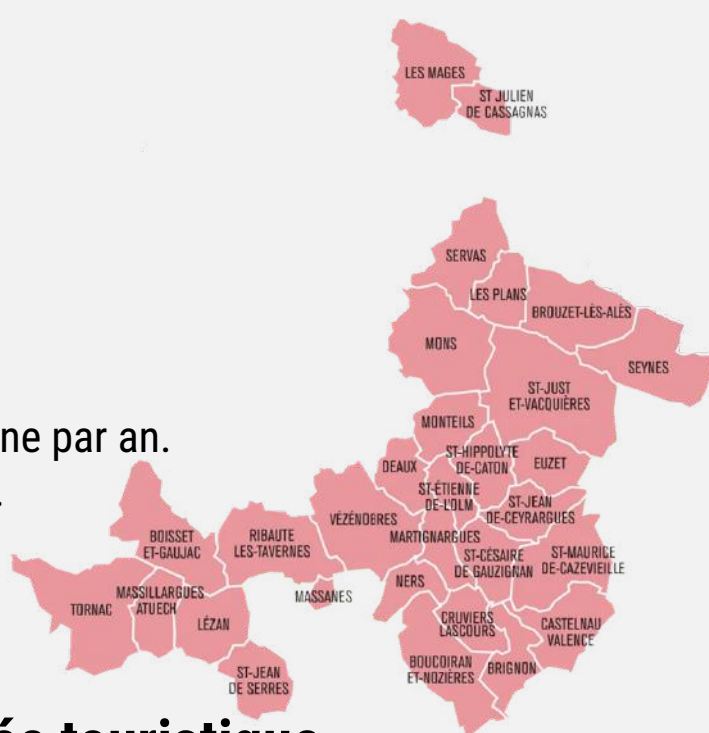 LES MAGES
ST JULIEN
DE CASSAGNAS
SERVAS
LES PLANS
BROUZET-LÈS-ALÈS
MONS
SEYNES
ST-JUST
ET-VACQUIÈRES
ne par an.
MONTEILS
ST-HIPPOLYTE
DE-CATON
DEAUX
EUZET
ST-ÉTIENNE
DE-L'OLM
ST-JEAN
DE-CEYRARGUES
VÉZÉNOBRES
MARTIGNARGUES
BOISSET
ET-GAUJAC
RIBAUTE
LES-TAVERNES
ST-CÉSAIRE
DE GAUZIGNAN
ST-MAURICE
DE-CAZEVIEILLE
NERS
MASSANES
MASSILLARGUES
ATUECH
TORNAC
LÉZAN
CRUVIERS
LASCOURS
CASTELNAU
VALENCE
BOUCOIRAN
ET-NOZIÈRES
BRIGNON
ST-JEAN
DE SERRES
touristique